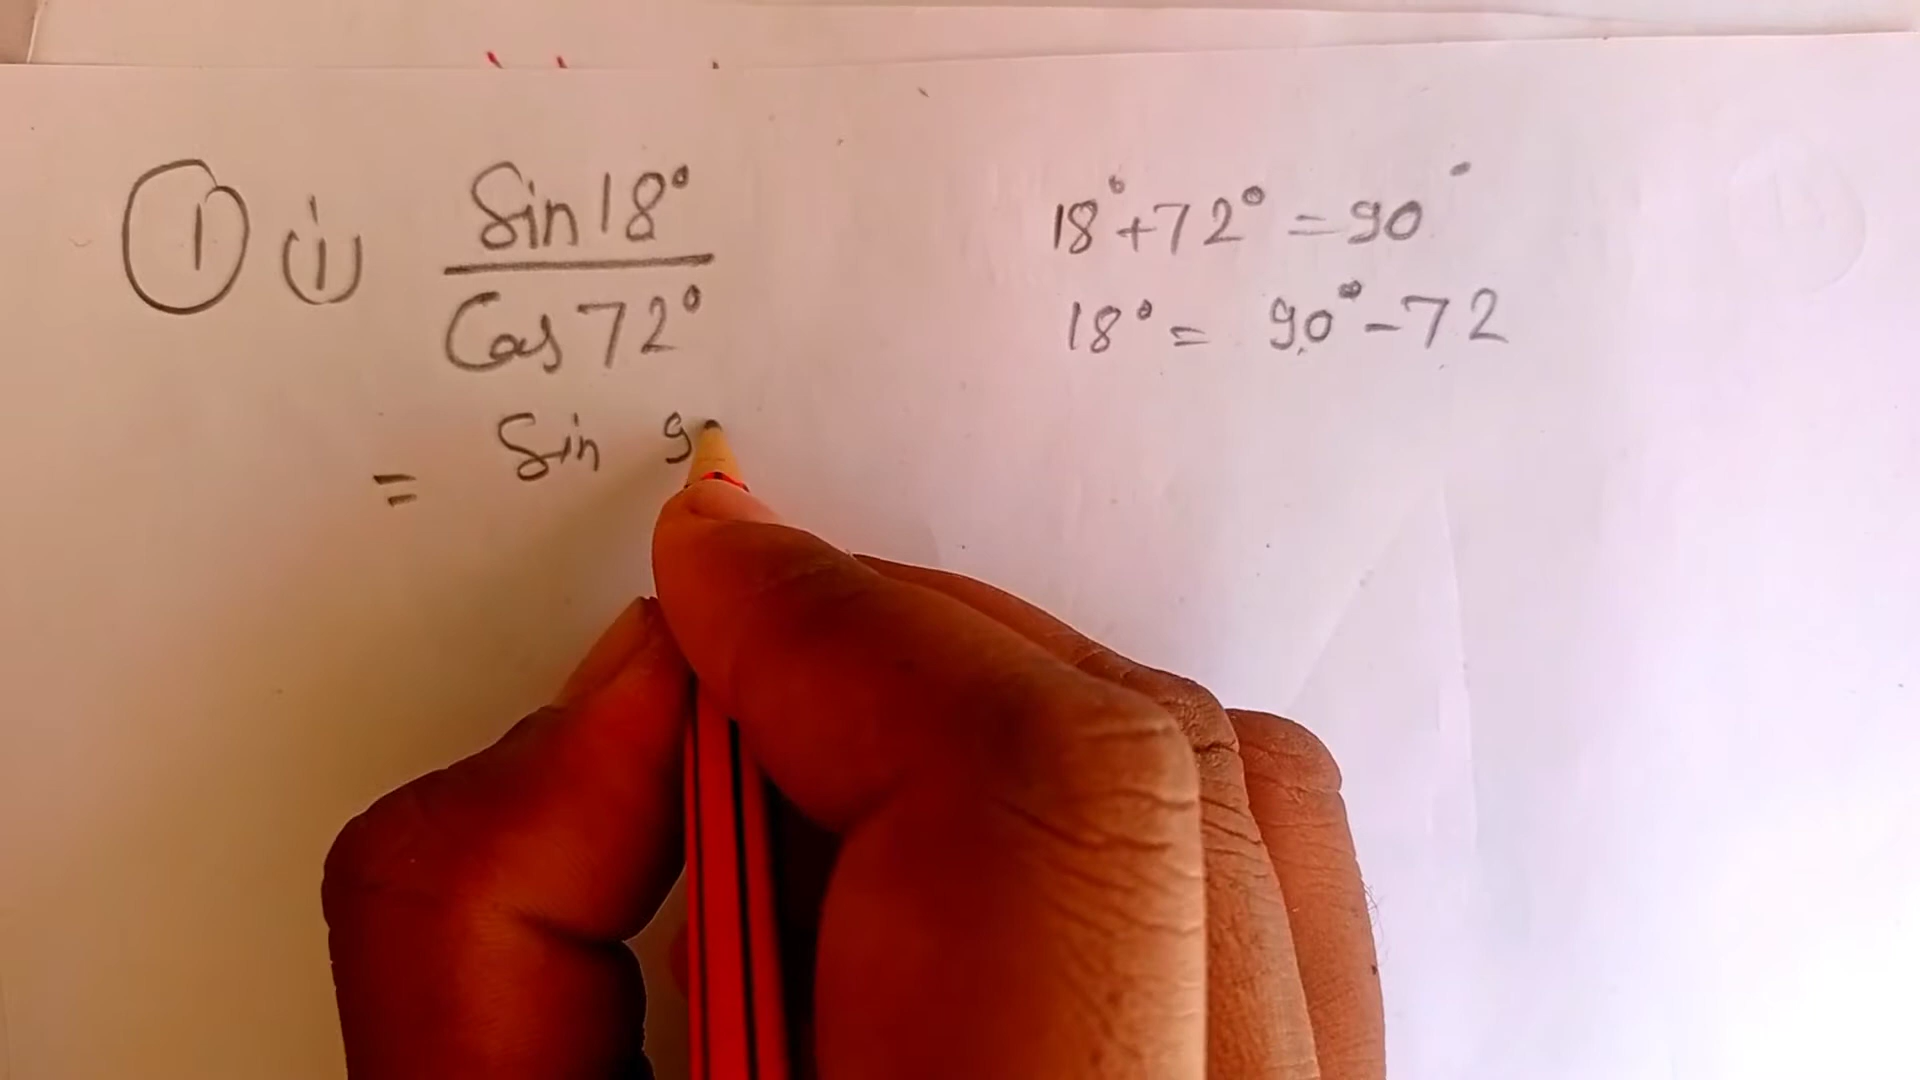 ① (i) Sin 18°
Cos 72°
= Sin 9
18° + 72° = 90°
18° = 90° - 72